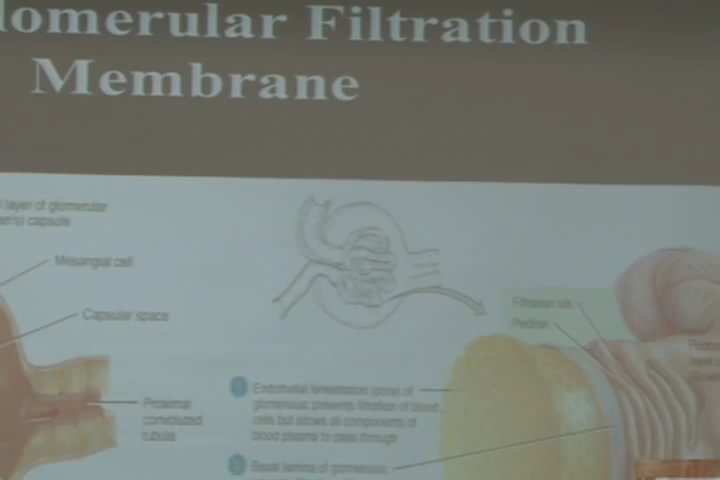 lomerular Filtration
Membrane
layer of glomerular
capsule
Mesangial cell
Capsular space
Filtration slit
Pedicel
Proximal
convoluted
tubule
1 Endothelial fenestration (pore) of
glomerulus: prevents filtration of blood
cells but allows all components of
blood plasma to pass through
2 Basal lamina of glomerulus: